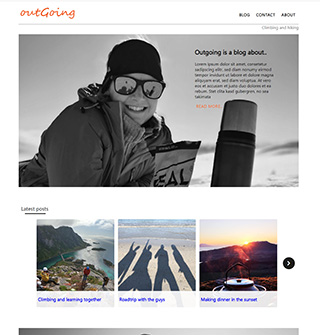 outGoing
BLOG CONTACT ABOUT
Climbing and hiking
Outgoing is a blog about..
Lorem ipsum dolor sit amet, consetetur
sadipscing elitr, sed diam nonumy eirmod
tempor invidunt ut labore et dolore magna
aliquyam erat, sed diam voluptua. At vero
eos et accusam et justo duo dolores et ea
rebum. Stet clita kasd gubergren, no sea
takimata
READ MORE
EAL
Latest posts
Climbing and learning together
Roadtrip with the guys
Making dinner in the sunset